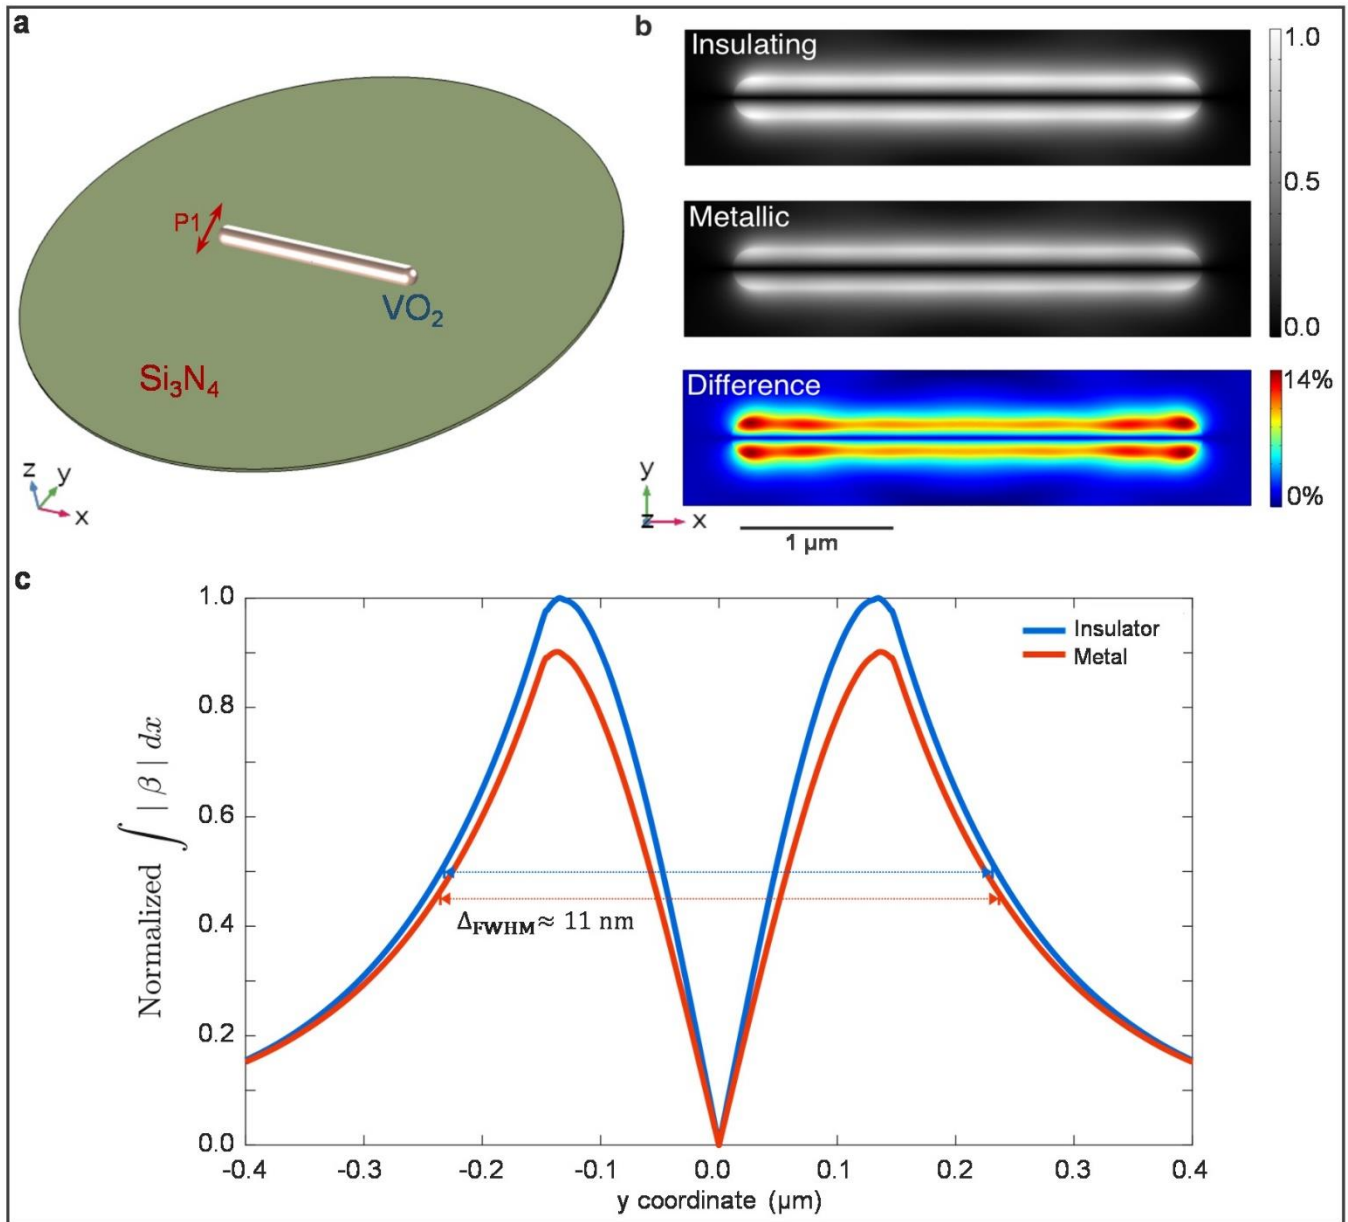 a
P1
VO2
Si3N4
z
y
x
b
Insulating
1.0
0.5
0.0
Metallic
Difference
14%
0%
y
z
x
1 μm
c
Normalized ∫ | β | dx
1.0
0.8
0.6
0.4
0.2
0.0
Insulator
Metal
ΔFWHM≈ 11 nm
-0.4 -0.3 -0.2 -0.1 0.0 0.1 0.2 0.3 0.4
y coordinate (μm)